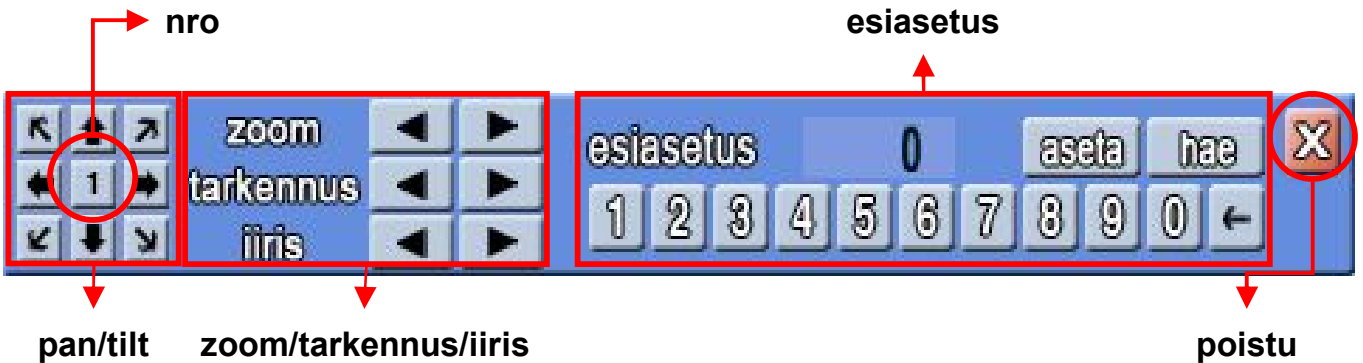 nro
esiasetus
zoom
tarkennus
iiris
1
esiasetus 0 aseta hae
1 2 3 4 5 6 7 8 9 0 ←
X
pan/tilt
zoom/tarkennus/iiris
poistu